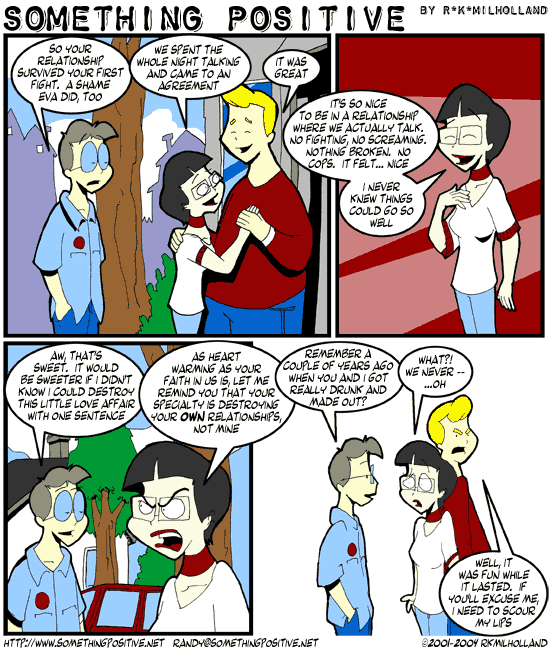 SOMETHING POSITIVE BY R*K*MILHOLLAND
SO YOUR
RELATIONSHIP
SURVIVED YOUR FIRST
FIGHT. A SHAME
EVA DID, TOO
WE SPENT THE
WHOLE NIGHT TALKING
AND CAME TO AN
AGREEMENT
IT WAS
GREAT
IT'S SO NICE
TO BE IN A RELATIONSHIP
WHERE WE ACTUALLY TALK.
NO FIGHTING, NO SCREAMING.
NOTHING BROKEN. NO
COPS. IT FELT... NICE
I NEVER
KNEW THINGS
COULD GO SO
WELL
AW, THAT'S
SWEET. IT WOULD
BE SWEETER IF I DIDN'T
KNOW I COULD DESTROY
THIS LITTLE LOVE AFFAIR
WITH ONE SENTENCE
AS HEART
WARMING AS YOUR
FAITH IN US IS, LET ME
REMIND YOU THAT YOUR
SPECIALTY IS DESTROYING
YOUR OWN RELATIONSHIPS,
NOT MINE
REMEMBER A
COUPLE OF YEARS AGO
WHEN YOU AND I GOT
REALLY DRUNK AND
MADE OUT?
WHAT?!
WE NEVER --
...OH
WELL, IT
WAS FUN WHILE
IT LASTED. IF
YOU'LL EXCUSE ME,
I NEED TO SCOUR
MY LIPS
HTTP://WWW.SOMETHINGPOSITIVE.NET RANDY@SOMETHINGPOSITIVE.NET ©2001-2004 RKMILHOLLAND